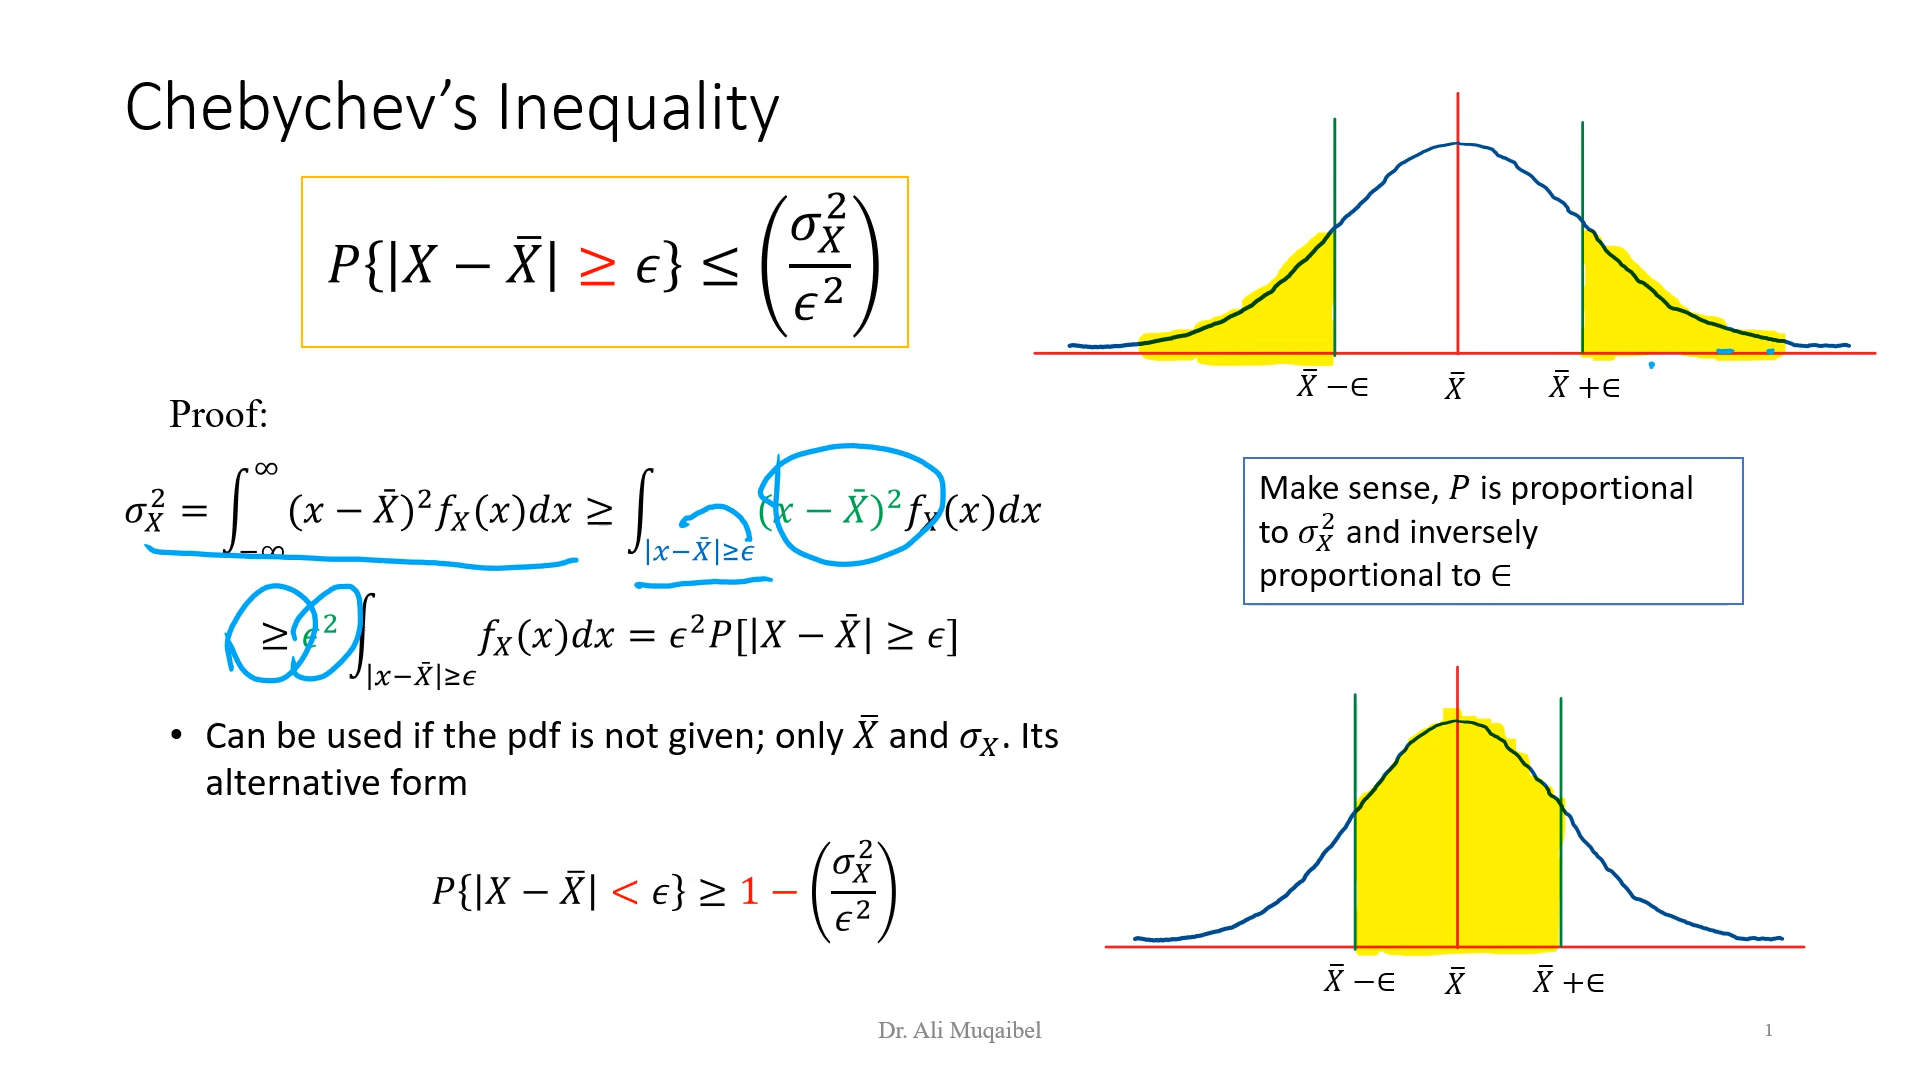 Chebychev’s Inequality
P{|X − X̄| ≥ ϵ} ≤ (σ_X^2 / ϵ^2)
X̄ −∈ X̄ X̄ +∈
Proof:
σ_X^2 = ∫_{−∞}^{∞} (x − X̄)^2 f_X(x)dx ≥ ∫_{|x−X̄|≥ϵ} (x − X̄)^2 f_X(x)dx
≥ ϵ^2 ∫_{|x−X̄|≥ϵ} f_X(x)dx = ϵ^2 P[|X − X̄| ≥ ϵ]
Make sense, P is proportional
to σ_X^2 and inversely
proportional to ∈
• Can be used if the pdf is not given; only X̄ and σ_X. Its
alternative form
P{|X − X̄| < ϵ} ≥ 1 − (σ_X^2 / ϵ^2)
X̄ −∈ X̄ X̄ +∈
Dr. Ali Muqaibel
1